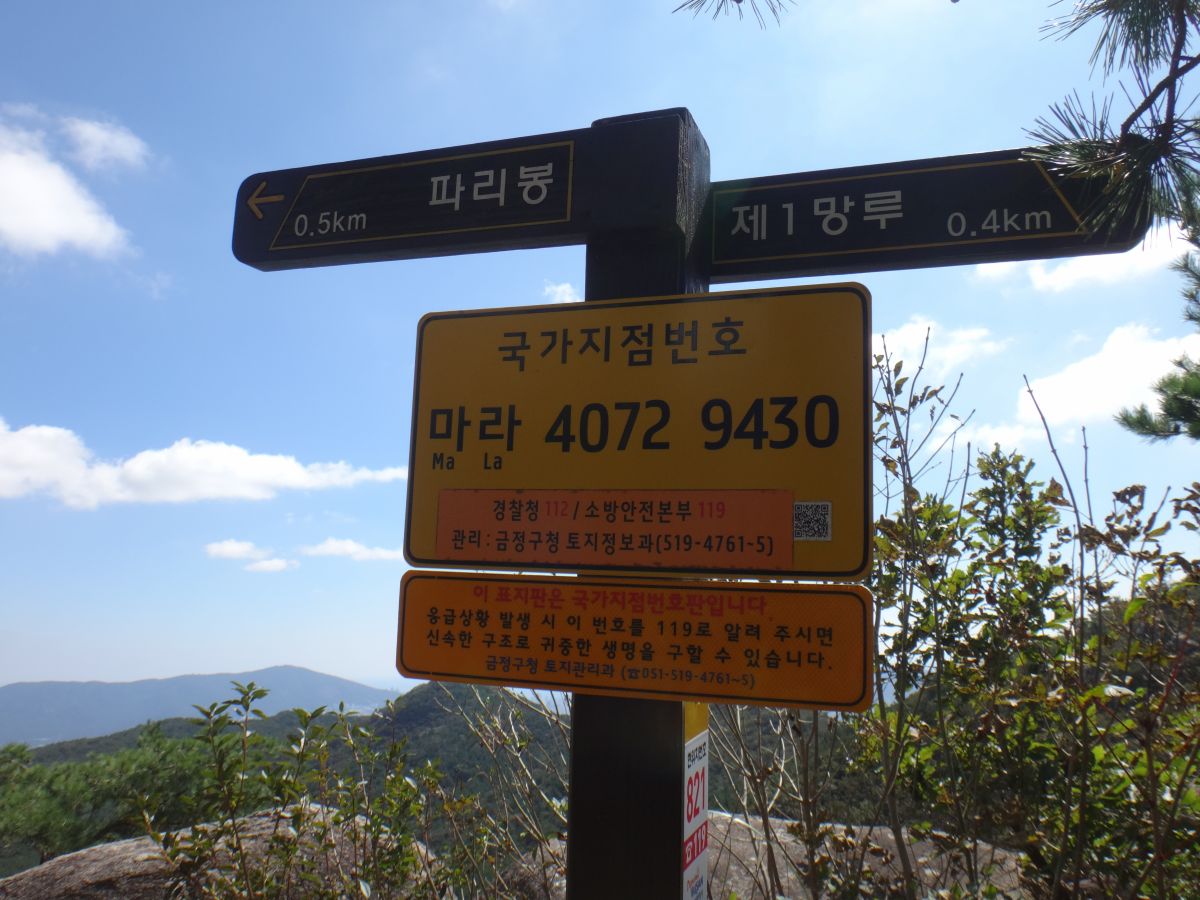 파리봉
0.5km
제1망루 0.4km
국가지점번호
마라 4072 9430
Ma La
경찰청 112 / 소방안전본부 119
관리 : 금정구청 토지정보과(519-4761~5)
이 표지판은 국가지점번호판입니다
응급상황 발생 시 이 번호를 119로 알려 주시면
신속한 구조로 귀중한 생명을 구할 수 있습니다.
금정구청 토지관리과 (☎051-519-4761~5)
현위치번호
821
☎119